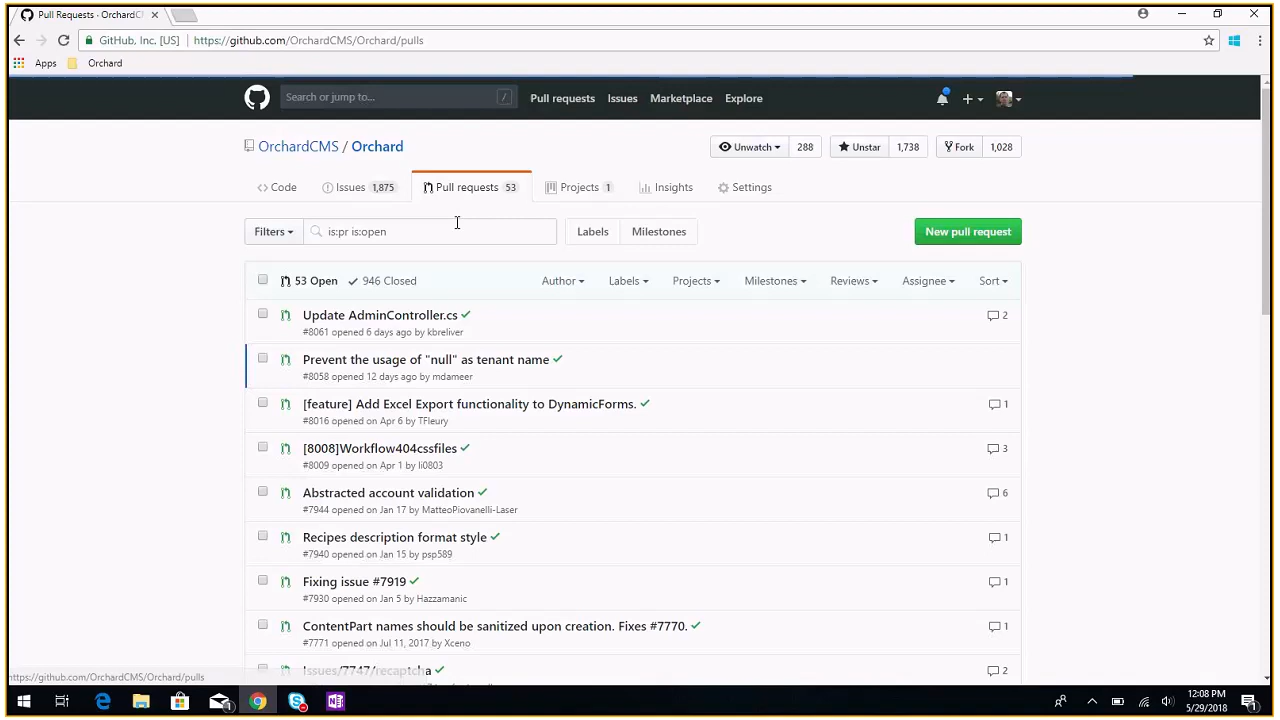 Pull Requests · OrchardC
GitHub, Inc. [US] https://github.com/OrchardCMS/Orchard/pulls
Apps Orchard
Search or jump to... / Pull requests Issues Marketplace Explore
OrchardCMS / Orchard Unwatch 288 Unstar 1,738 Fork 1,028
<> Code Issues 1,875 Pull requests 53 Projects 1 Insights Settings
Filters is:pr is:open Labels Milestones New pull request
53 Open 946 Closed Author Labels Projects Milestones Reviews Assignee Sort
Update AdminController.cs 2
#8061 opened 6 days ago by kbreliver
Prevent the usage of "null" as tenant name
#8058 opened 12 days ago by mdameer
[feature] Add Excel Export functionality to DynamicForms. 1
#8016 opened on Apr 6 by TFleury
[8008]Workflow404cssfiles 3
#8009 opened on Apr 1 by li0803
Abstracted account validation 6
#7944 opened on Jan 17 by MatteoPiovanelli-Laser
Recipes description format style 1
#7940 opened on Jan 15 by psp589
Fixing issue #7919 1
#7930 opened on Jan 5 by Hazzamanic
ContentPart names should be sanitized upon creation. Fixes #7770. 1
#7771 opened on Jul 11, 2017 by Xceno
Issues/7747/recaptcha 2
https://github.com/OrchardCMS/Orchard/pulls
12:08 PM
5/29/2018